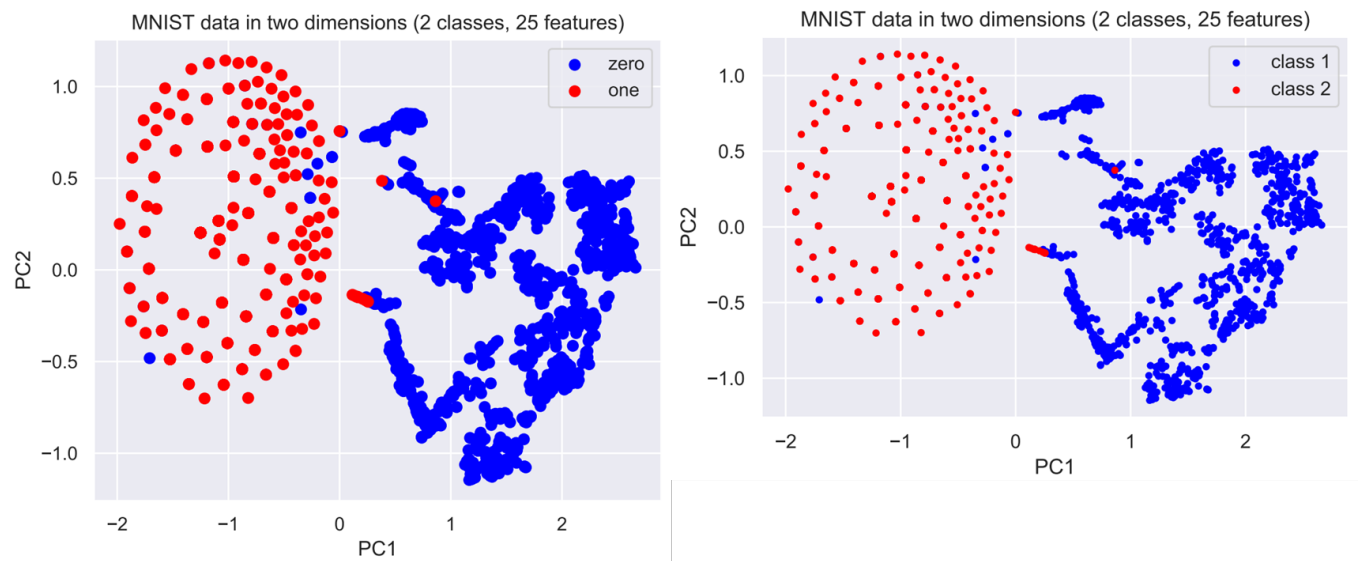 MNIST data in two dimensions (2 classes, 25 features)
zero
one
1.0
0.5
0.0
−0.5
−1.0
PC2
−2
−1
0
1
2
PC1
MNIST data in two dimensions (2 classes, 25 features)
class 1
class 2
1.0
0.5
0.0
−0.5
−1.0
PC2
−2
−1
0
1
2
PC1